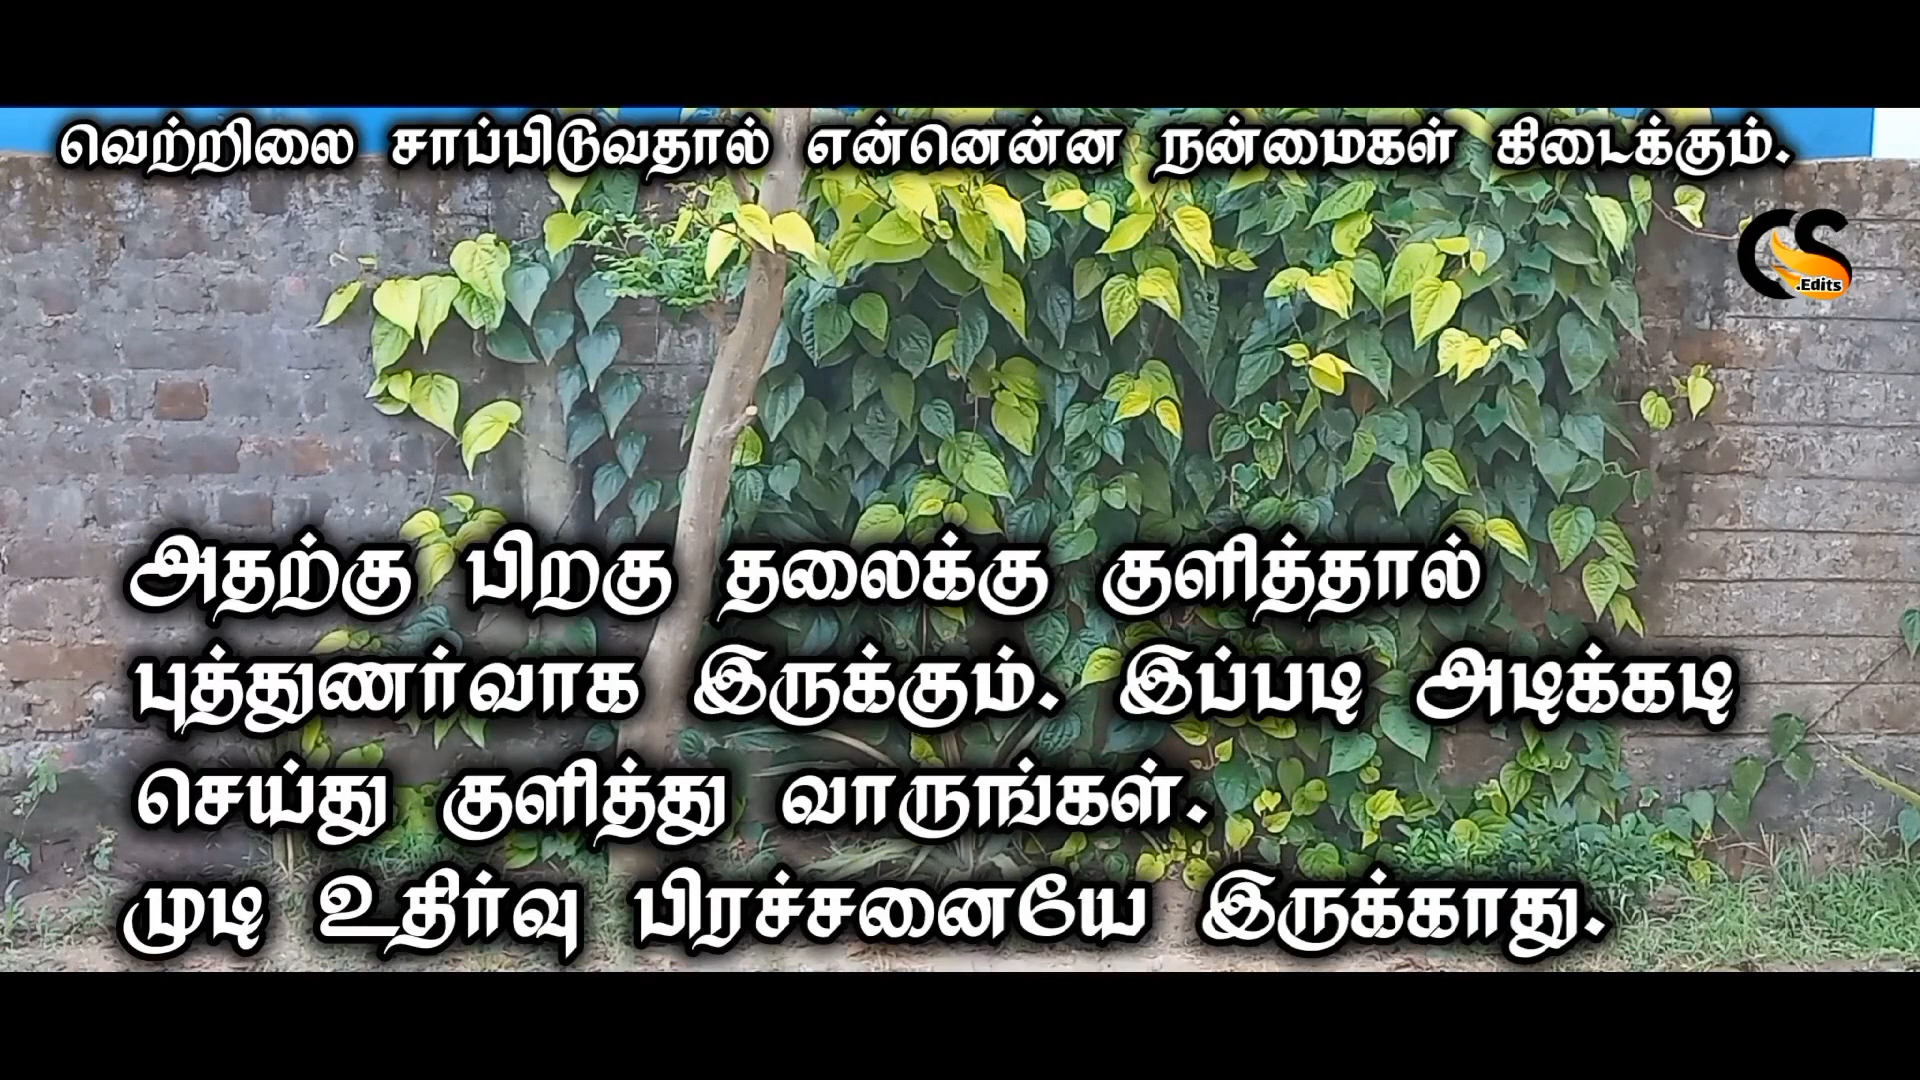 வெற்றிலை சாப்பிடுவதால் என்னென்ன நன்மைகள் கிடைக்கும்.
CS
.Edits
அதற்கு பிறகு தலைக்கு குளித்தால்
புத்துணர்வாக இருக்கும். இப்படி அடிக்கடி
செய்து குளித்து வாருங்கள்.
முடி உதிர்வு பிரச்சனையே இருக்காது.